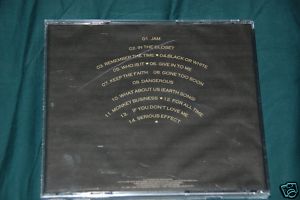 01. JAM
02. IN THE CLOSET
03. REMEMBER THE TIME • 04. BLACK OR WHITE
05. WHO IS IT • 06. GIVE IN TO ME
07. KEEP THE FAITH • 08. GONE TOO SOON
09. DANGEROUS
10. WHAT ABOUT US (EARTH SONG)
11. MONKEY BUSINESS • 12. FOR ALL TIME
13. IF YOU DON'T LOVE ME
14. SERIOUS EFFECT